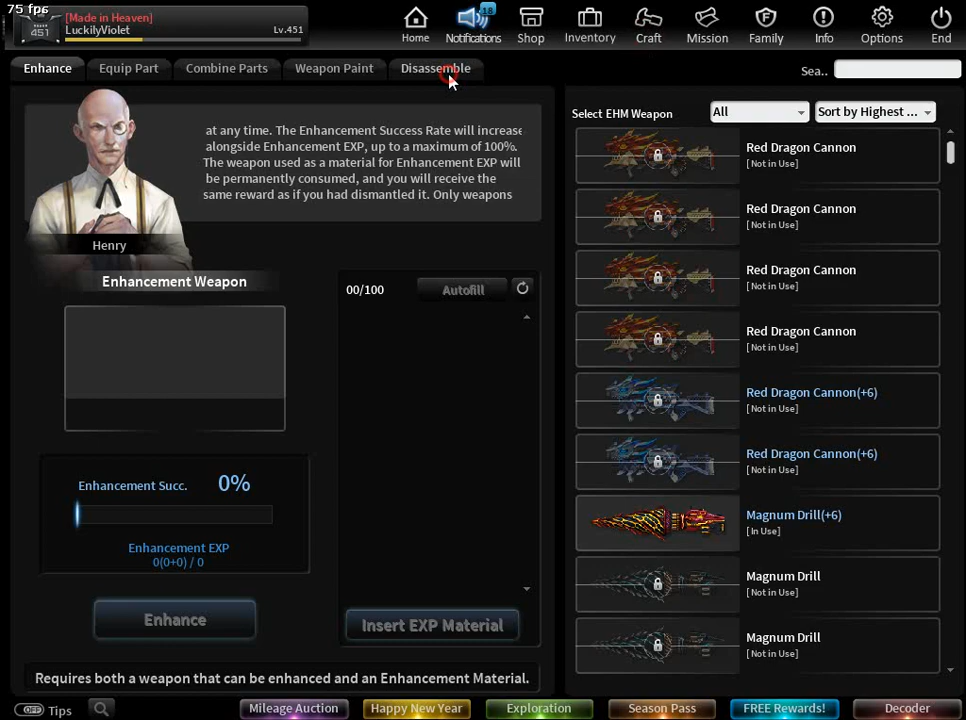 75 fps
[Made in Heaven]
LuckilyViolet
451
Lv.451
Home
18
Notifications
Shop
Inventory
Craft
Mission
Family
Info
Options
End
Enhance
Equip Part
Combine Parts
Weapon Paint
Disassemble
Sea..
at any time. The Enhancement Success Rate will increase
alongside Enhancement EXP, up to a maximum of 100%.
The weapon used as a material for Enhancement EXP will
be permanently consumed, and you will receive the
same reward as if you had dismantled it. Only weapons
Henry
Enhancement Weapon
00/100
Autofill
Enhancement Succ.
0%
Enhancement EXP
0(0+0) / 0
Enhance
Insert EXP Material
Requires both a weapon that can be enhanced and an Enhancement Material.
Select EHM Weapon
All
Sort by Highest ...
Red Dragon Cannon
[Not in Use]
Red Dragon Cannon
[Not in Use]
Red Dragon Cannon
[Not in Use]
Red Dragon Cannon
[Not in Use]
Red Dragon Cannon(+6)
[Not in Use]
Red Dragon Cannon(+6)
[Not in Use]
Magnum Drill(+6)
[In Use]
Magnum Drill
[Not in Use]
Magnum Drill
[Not in Use]
OFF
Tips
Mileage Auction
Happy New Year
Exploration
Season Pass
FREE Rewards!
Decoder